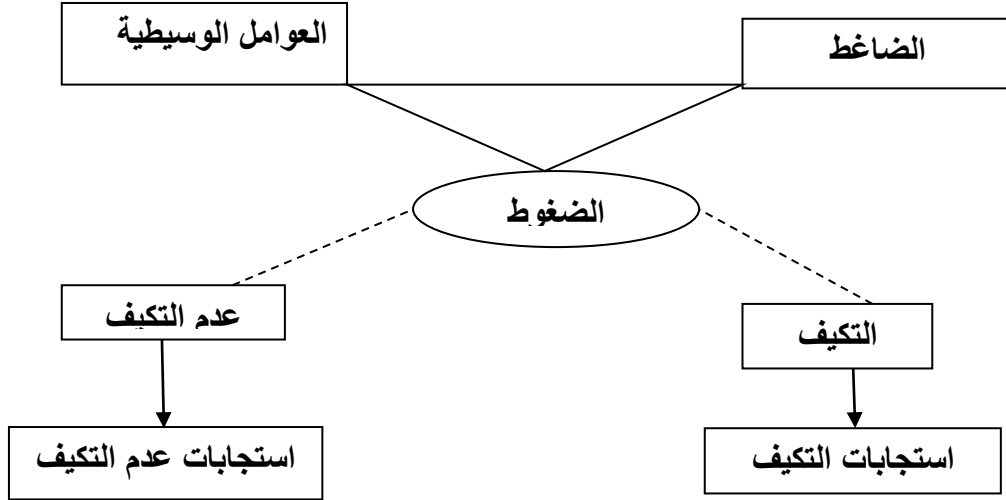 الضاغط
العوامل الوسيطية
الضغوط
التكيف
عدم التكيف
استجابات التكيف
استجابات عدم التكيف